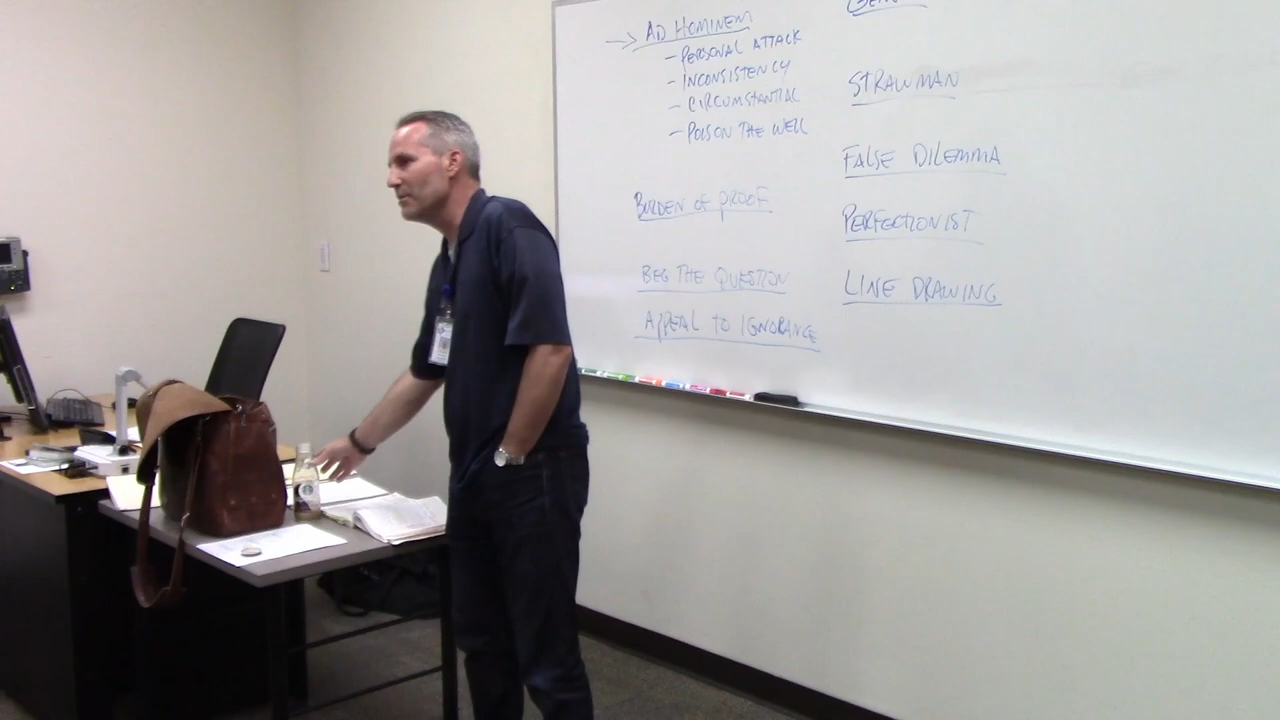 AD HOMINEM
- PERSONAL ATTACK
- INCONSISTENCY
- CIRCUMSTANTIAL
- POISON THE WELL
BURDEN OF PROOF
BEG THE QUESTION
APPEAL TO IGNORANCE
STRAWMAN
FALSE DILEMMA
PERFECTIONIST
LINE DRAWING